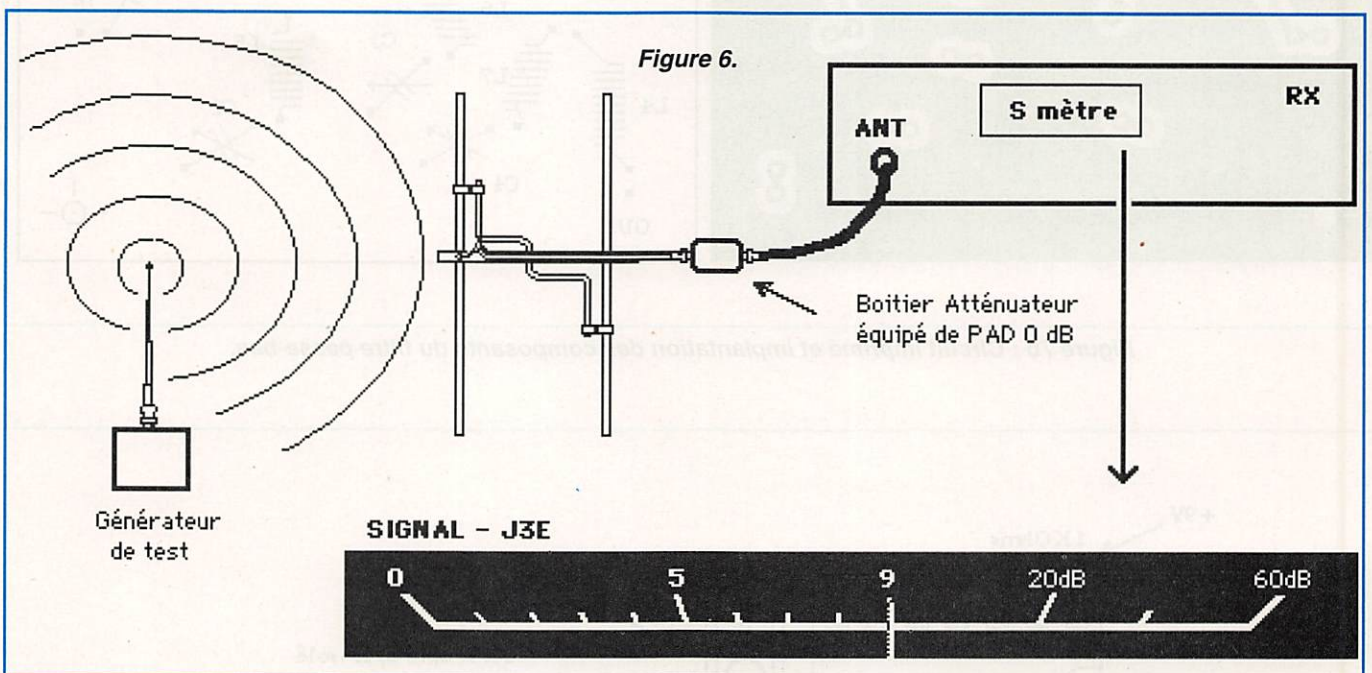 Figure 6.
RX
S mètre
ANT
Boitier Atténuateur
équipé de PAD 0 dB
Générateur
de test
SIGNAL - J3E
0 5 9 20dB 60dB